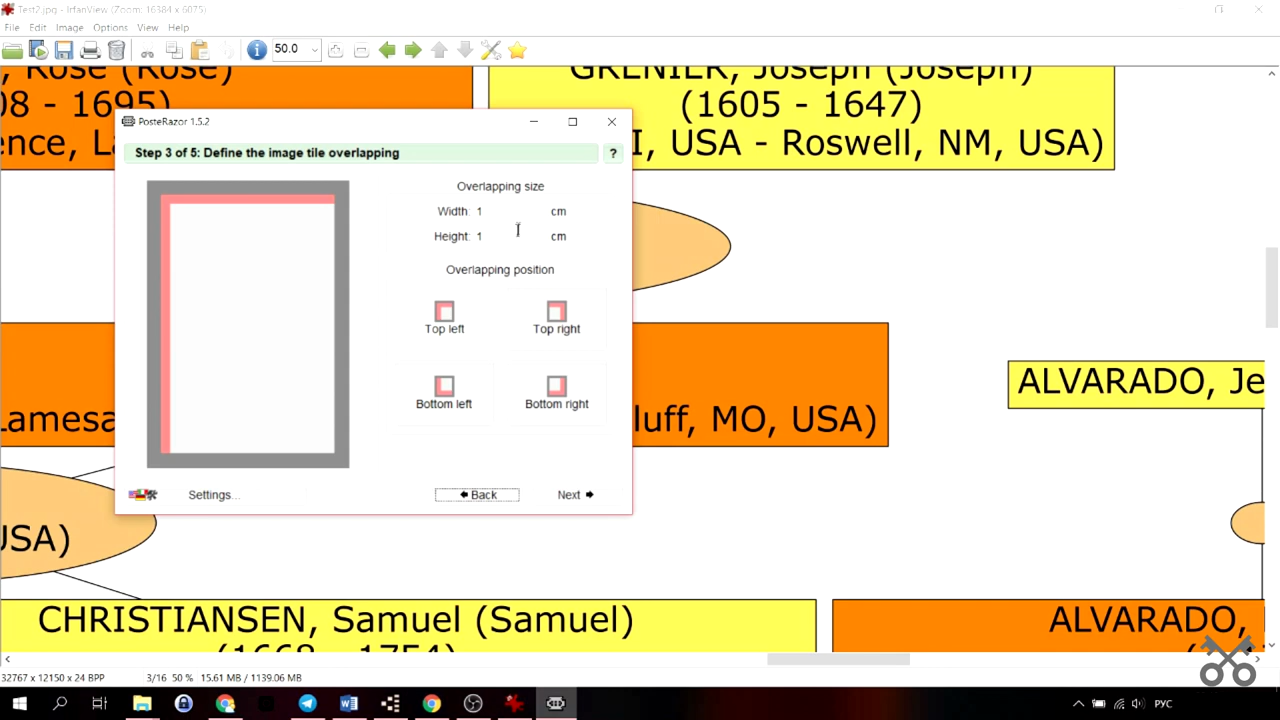 Test2.jpg - IrfanView (Zoom: 16384 x 6075)
File Edit Image Options View Help
50.0
, Rose (Rose)
08 - 1695)
ence, La
GRENIER, Joseph (Joseph)
(1605 - 1647)
I, USA - Roswell, NM, USA)
PosteRazor 1.5.2
Step 3 of 5: Define the image tile overlapping
?
Overlapping size
Width: 1 cm
Height: 1 cm
Overlapping position
Top left
Top right
Bottom left
Bottom right
Settings...
Back
Next
Lamesa
luff, MO, USA)
ALVARADO, Je
USA)
CHRISTIANSEN, Samuel (Samuel)
(1668 - 1754)
ALVARADO,
32767 x 12150 x 24 BPP
3/16
50 %
15.61 MB / 1139.06 MB
РУС